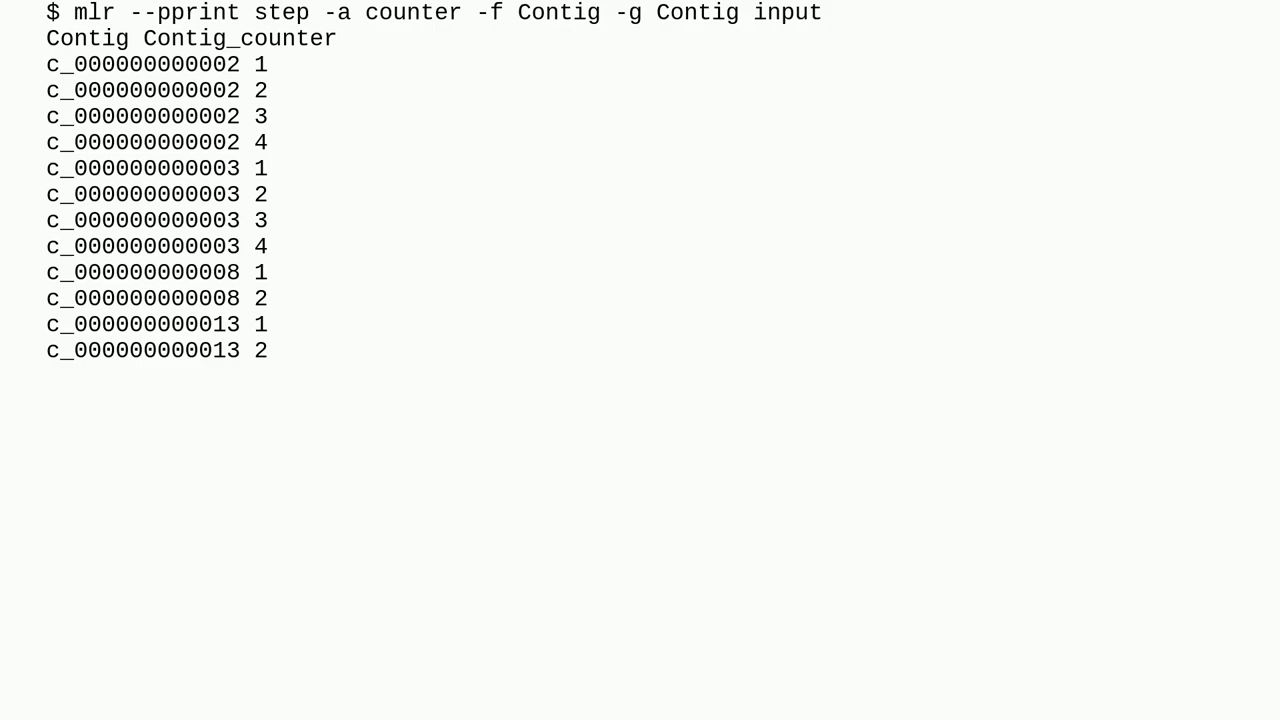 $ mlr --pprint step -a counter -f Contig -g Contig input
Contig Contig_counter
c_000000000002 1
c_000000000002 2
c_000000000002 3
c_000000000002 4
c_000000000003 1
c_000000000003 2
c_000000000003 3
c_000000000003 4
c_000000000008 1
c_000000000008 2
c_000000000013 1
c_000000000013 2